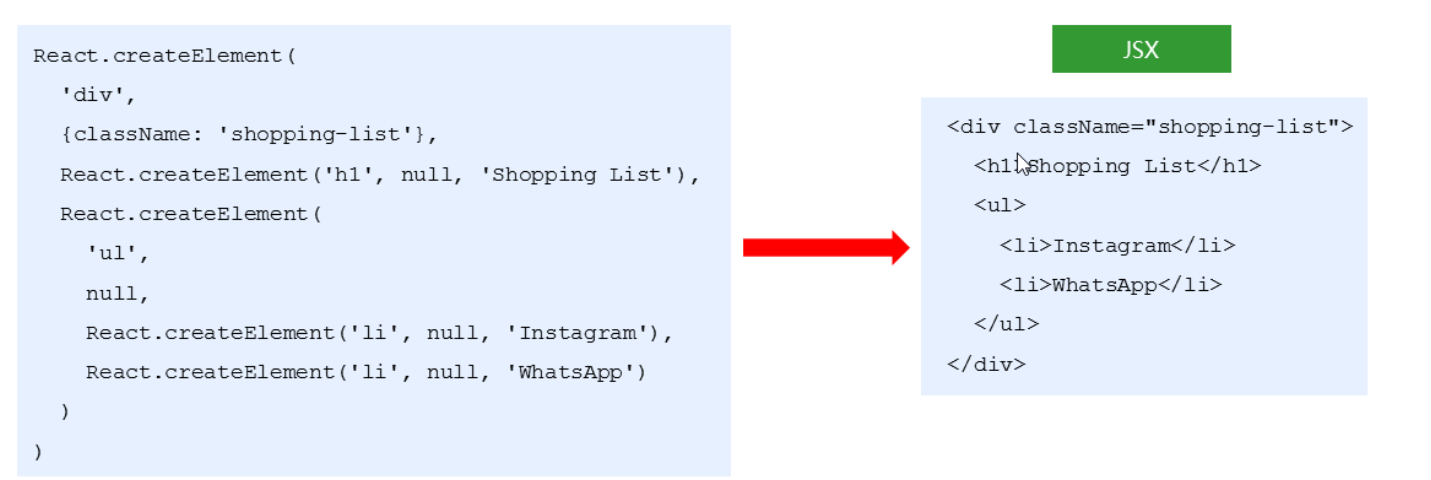 React.createElement(
'div',
{className: 'shopping-list'},
React.createElement('h1', null, 'Shopping List'),
React.createElement(
'ul',
null,
React.createElement('li', null, 'Instagram'),
React.createElement('li', null, 'WhatsApp')
)
)
JSX
<div className="shopping-list">
<h1>Shopping List</h1>
<ul>
<li>Instagram</li>
<li>WhatsApp</li>
</ul>
</div>